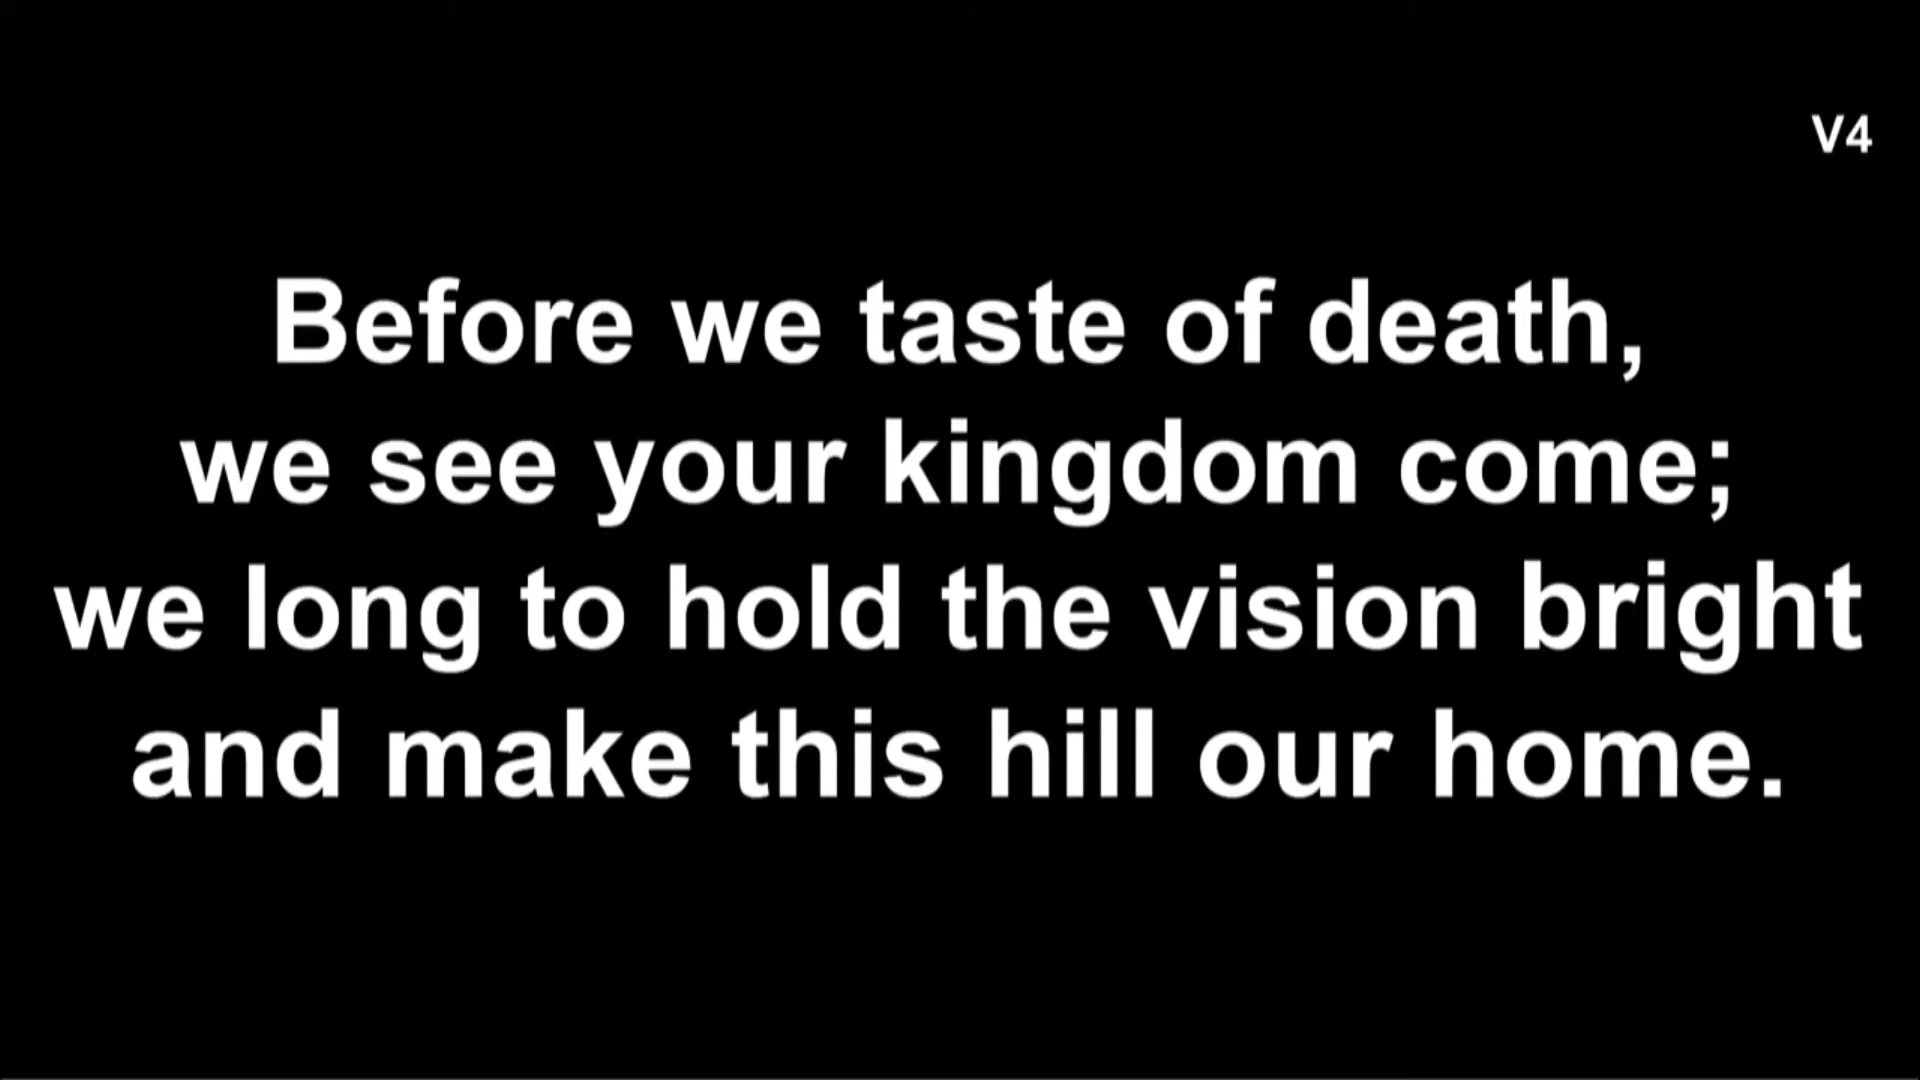 V4
Before we taste of death,
we see your kingdom come;
we long to hold the vision bright
and make this hill our home.